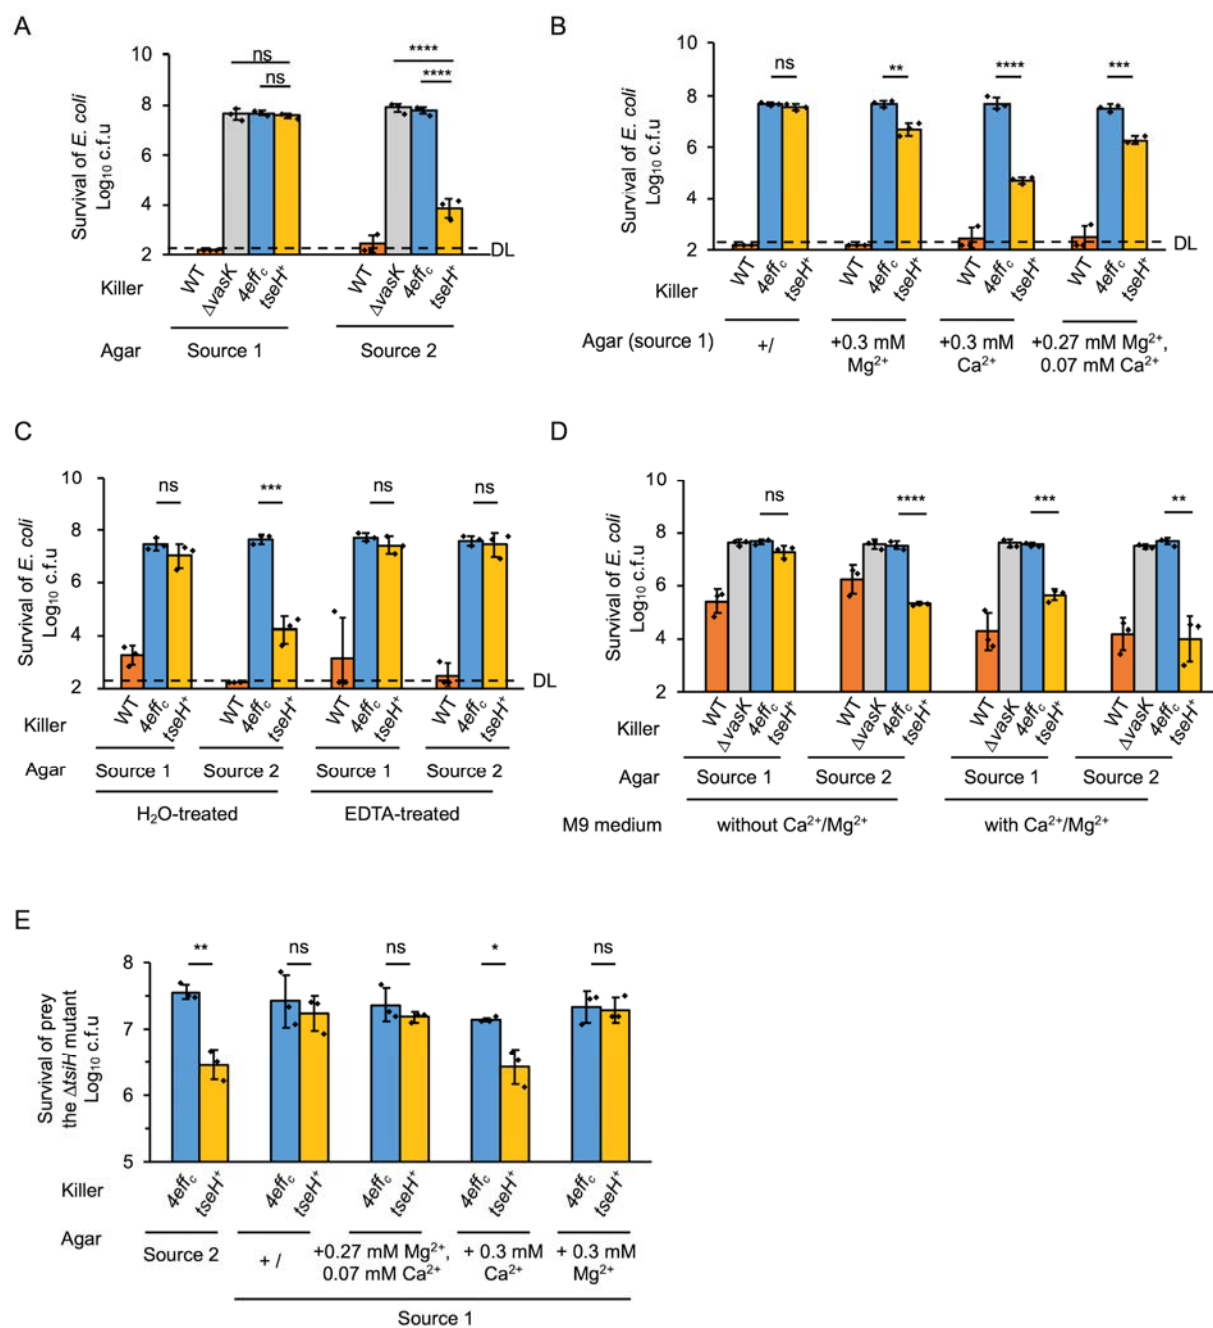 A
Survival of E. coli
Log10 c.f.u
10
8
6
4
2
ns
ns
****
****
DL
Killer
WT
ΔvasK
4effc
tseH+
WT
ΔvasK
4effc
tseH+
Agar
Source 1
Source 2
B
Survival of E. coli
Log10 c.f.u
10
8
6
4
2
ns
**
****
***
DL
Killer
WT
4effc
tseH+
WT
4effc
tseH+
WT
4effc
tseH+
WT
4effc
tseH+
Agar (source 1)
+/
+0.3 mM
Mg2+
+0.3 mM
Ca2+
+0.27 mM Mg2+,
0.07 mM Ca2+
C
Survival of E. coli
Log10 c.f.u
10
8
6
4
2
ns
***
ns
ns
DL
Killer
WT
4effc
tseH+
WT
4effc
tseH+
WT
4effc
tseH+
WT
4effc
tseH+
Agar
Source 1
Source 2
Source 1
Source 2
H2O-treated
EDTA-treated
D
Survival of E. coli
Log10 c.f.u
10
8
6
4
2
ns
****
***
**
Killer
WT
ΔvasK
4effc
tseH+
WT
ΔvasK
4effc
tseH+
WT
ΔvasK
4effc
tseH+
WT
ΔvasK
4effc
tseH+
Agar
Source 1
Source 2
Source 1
Source 2
M9 medium
without Ca2+/Mg2+
with Ca2+/Mg2+
E
Survival of prey
the ΔtsiH mutant
Log10 c.f.u
8
7
6
5
**
ns
ns
*
ns
Killer
4effc
tseH+
4effc
tseH+
4effc
tseH+
4effc
tseH+
4effc
tseH+
Agar
Source 2
+ /
+0.27 mM Mg2+,
0.07 mM Ca2+
+ 0.3 mM
Ca2+
+ 0.3 mM
Mg2+
Source 1